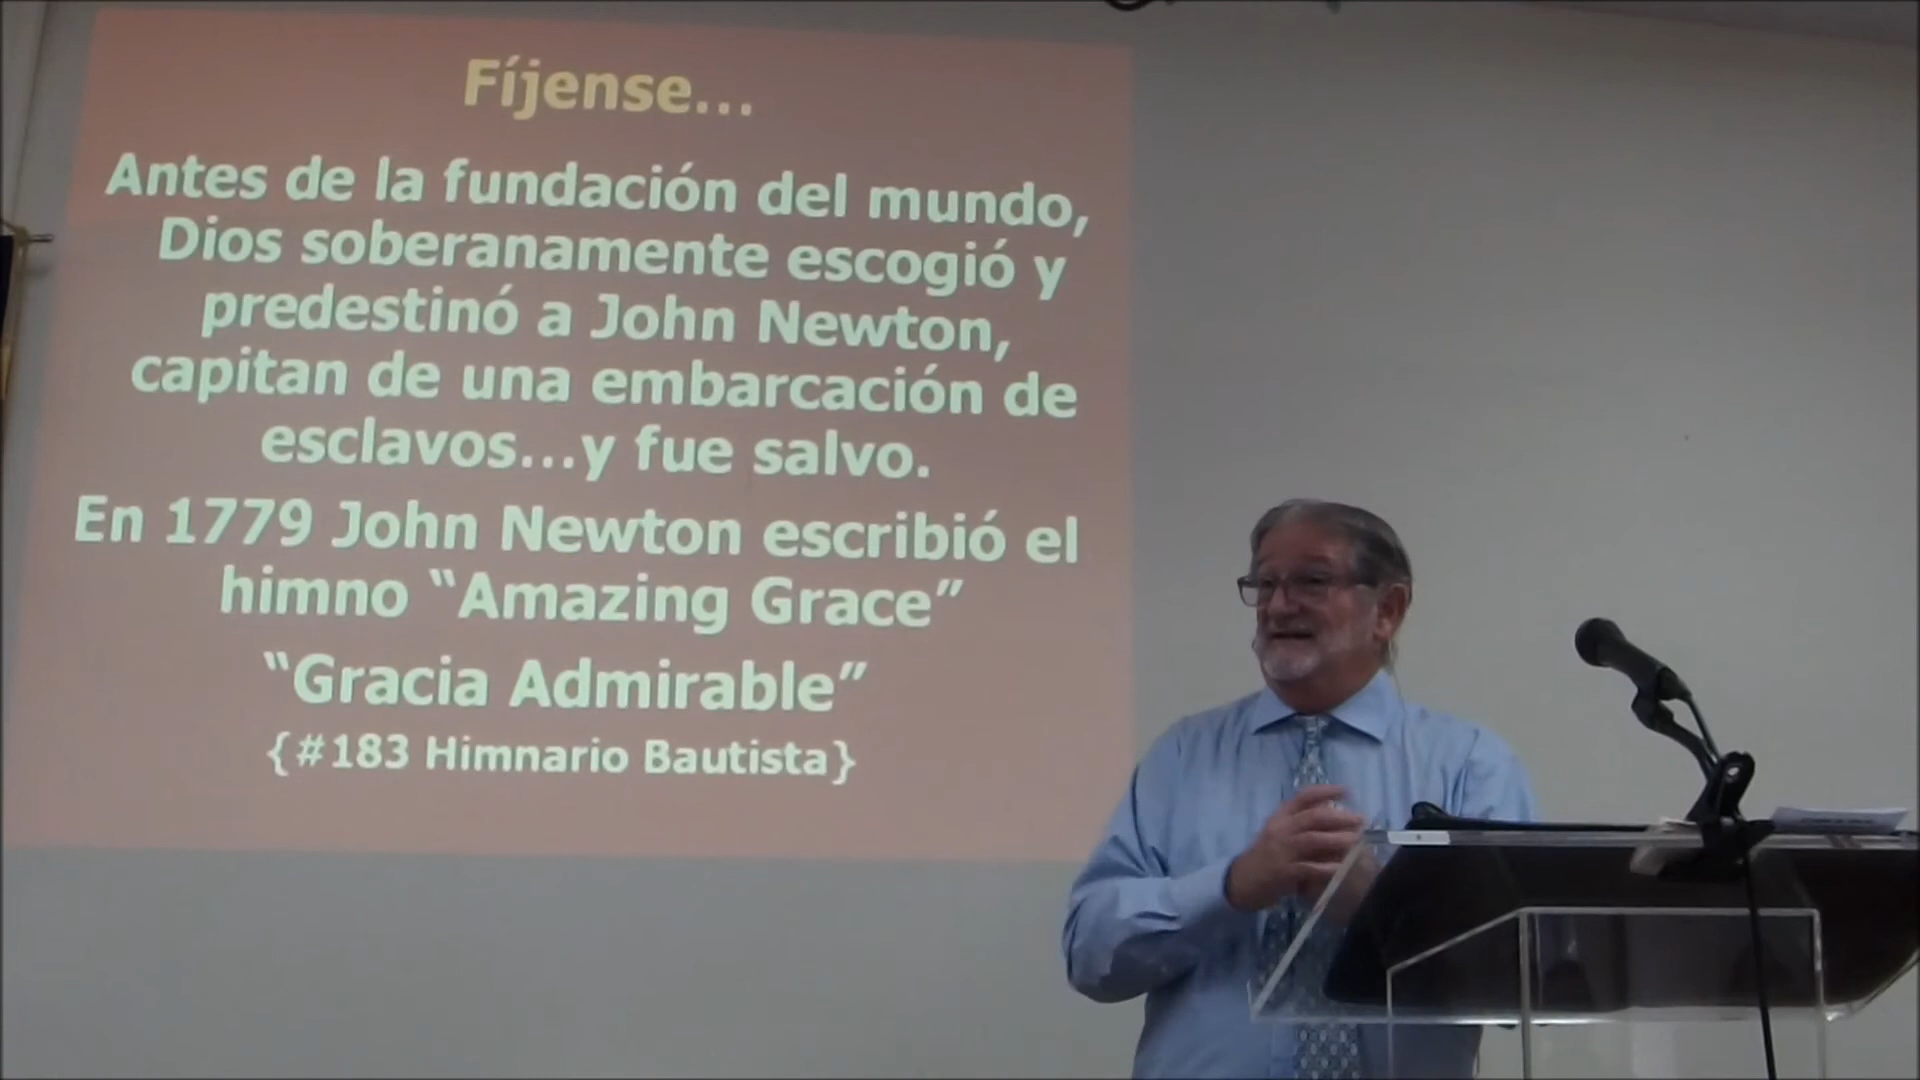 Fíjense...
Antes de la fundación del mundo,
Dios soberanamente escogió y
predestinó a John Newton,
capitan de una embarcación de
esclavos...y fue salvo.
En 1779 John Newton escribió el
himno “Amazing Grace”
“Gracia Admirable”
{#183 Himnario Bautista}